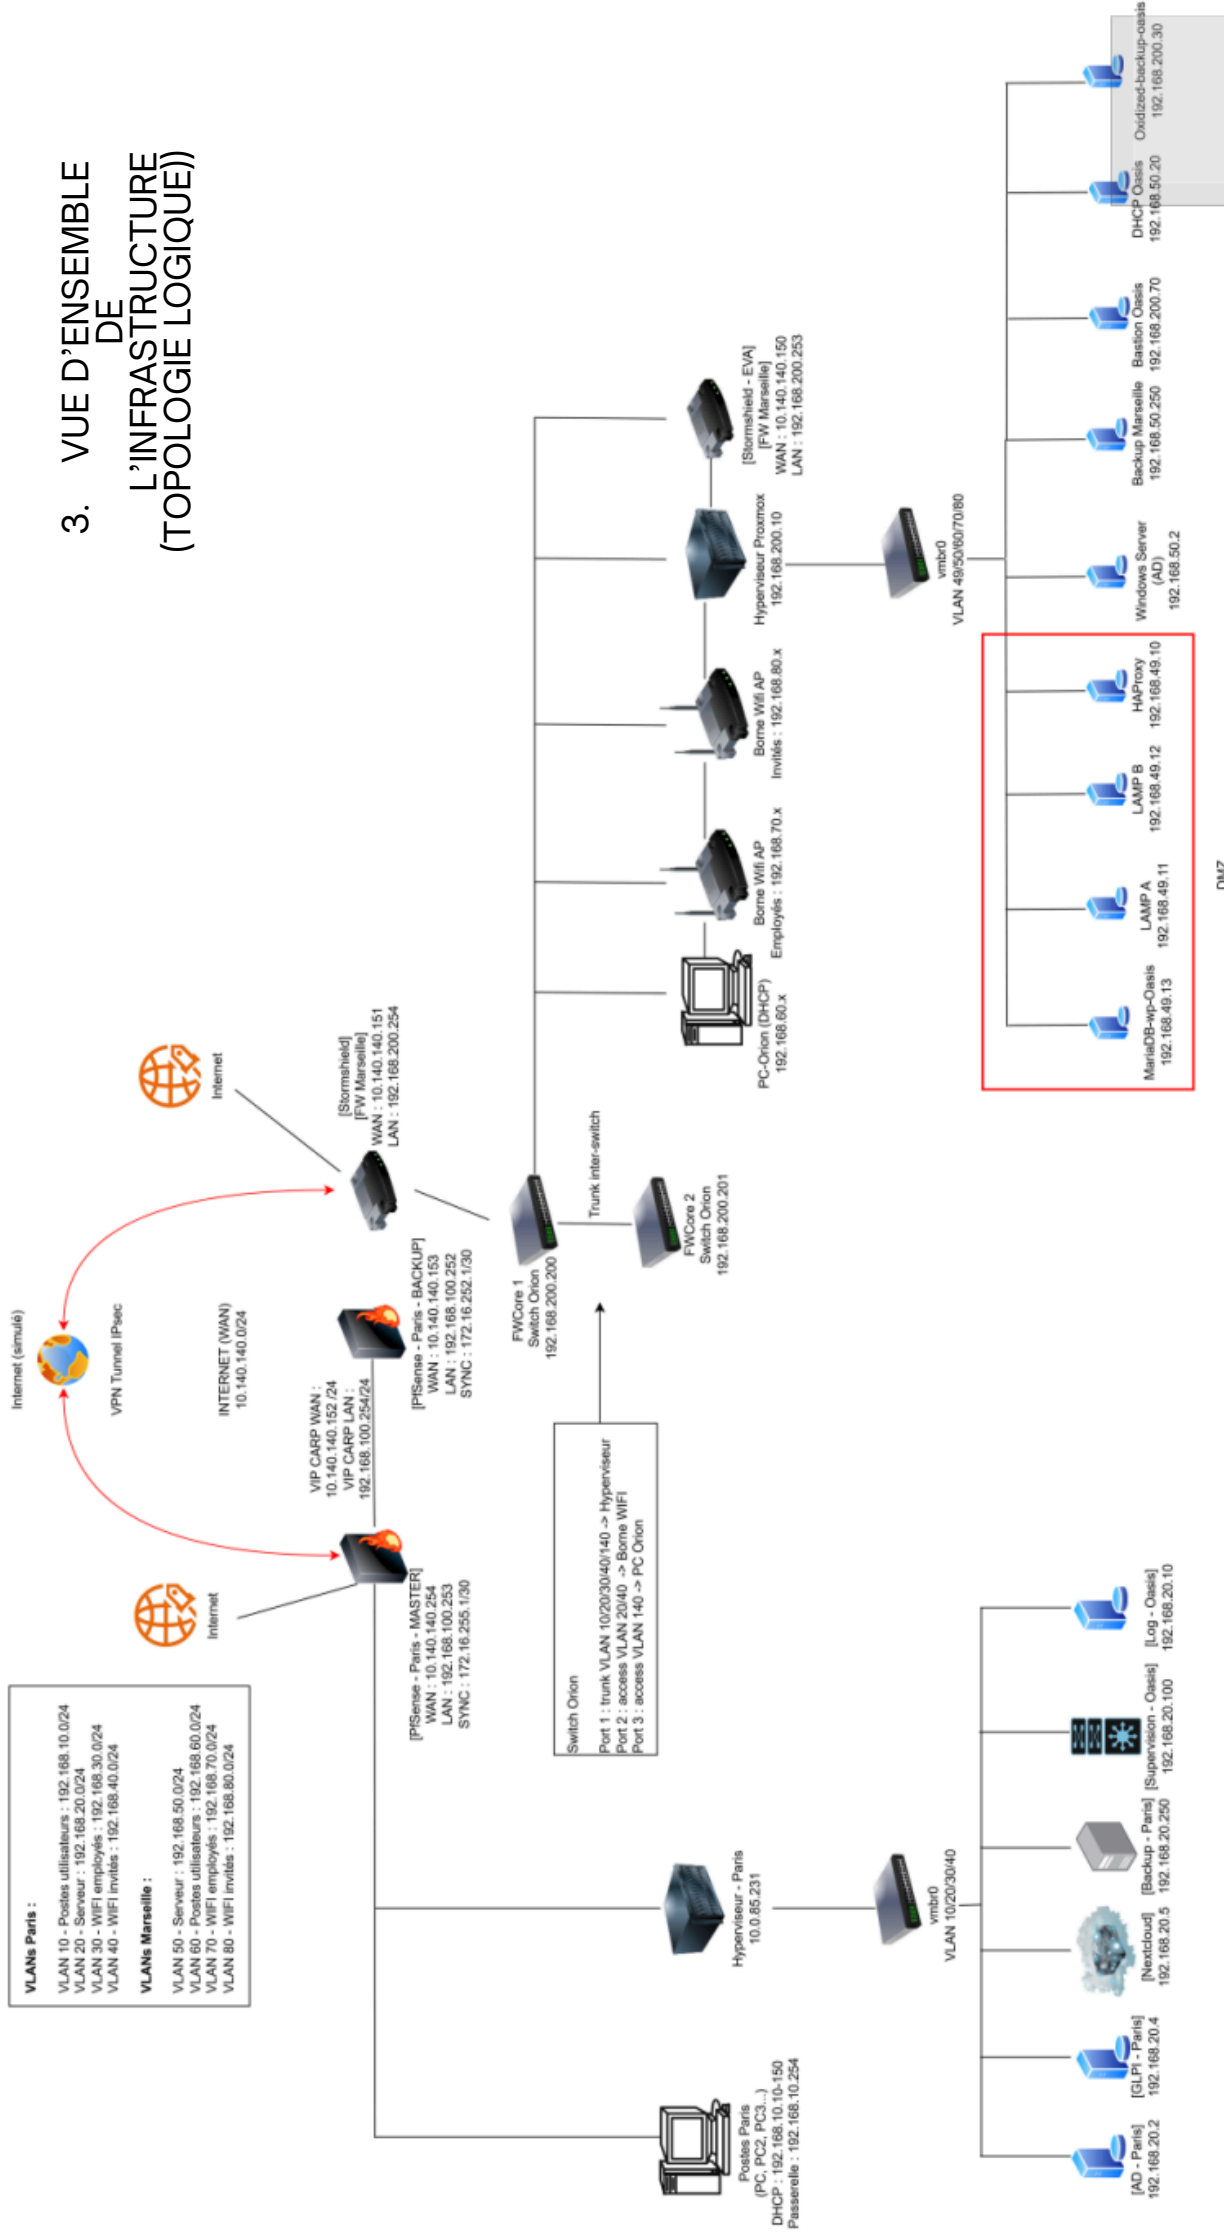 3. VUE D'ENSEMBLE
DE
L'INFRASTRUCTURE
(TOPOLOGIE LOGIQUE))
VLANs Paris :
VLAN 10 - Postes utilisateurs : 192.168.10.0/24
VLAN 20 - Serveur : 192.168.20.0/24
VLAN 30 - WIFI employés : 192.168.30.0/24
VLAN 40 - WIFI invités : 192.168.40.0/24
VLANs Marseille :
VLAN 50 - Serveur : 192.168.50.0/24
VLAN 60 - Postes utilisateurs : 192.168.60.0/24
VLAN 70 - WIFI employés : 192.168.70.0/24
VLAN 80 - WIFI invités : 192.168.80.0/24
Internet (simulé)
VPN Tunnel IPsec
INTERNET (WAN)
10.140.140.0/24
Internet
Internet
[PfSense - Paris - MASTER]
WAN : 10.140.140.254
LAN : 192.168.100.253
SYNC : 172.16.255.1/30
VIP CARP WAN :
10.140.140.152 /24
VIP CARP LAN :
192.168.100.254/24
[PfSense - Paris - BACKUP]
WAN : 10.140.140.153
LAN : 192.168.100.252
SYNC : 172.16.252.1/30
[Stormshield]
[FW Marseille]
WAN : 10.140.140.151
LAN : 192.168.200.254
Switch Orion
Port 1 : trunk VLAN 10/20/30/40/140 -> Hyperviseur
Port 2 : access VLAN 20/40 -> Borne WIFI
Port 3 : access VLAN 140 -> PC Orion
FWCore 1
Switch Orion
192.168.200.200
Trunk inter-switch
FWCore 2
Switch Orion
192.168.200.201
Postes Paris
(PC, PC2, PC3...)
DHCP : 192.168.10.10-150
Passerelle : 192.168.10.254
Hyperviseur - Paris
10.0.85.231
PC-Orion (DHCP)
192.168.60.x
Borne Wifi AP
Employés : 192.168.70.x
Borne Wifi AP
Invités : 192.168.80.x
Hyperviseur Proxmox
192.168.200.10
[Stormshield - EVA]
[FW Marseille]
WAN : 10.140.140.150
LAN : 192.168.200.253
vmbr0
VLAN 10/20/30/40
vmbr0
VLAN 49/50/60/70/80
[AD - Paris]
192.168.20.2
[GLPI - Paris]
192.168.20.4
[Nextcloud]
192.168.20.5
[Backup - Paris]
192.168.20.250
[Supervision - Oasis]
192.168.20.100
[Log - Oasis]
192.168.20.10
MariaDB-wp-Oasis
192.168.49.13
LAMP A
192.168.49.11
LAMP B
192.168.49.12
HAProxy
192.168.49.10
Windows Server
(AD)
192.168.50.2
Backup Marseille
192.168.50.250
Bastion Oasis
192.168.200.70
DHCP Oasis
192.168.50.20
Oxidized-backup-oasis
192.168.200.30
DMZ